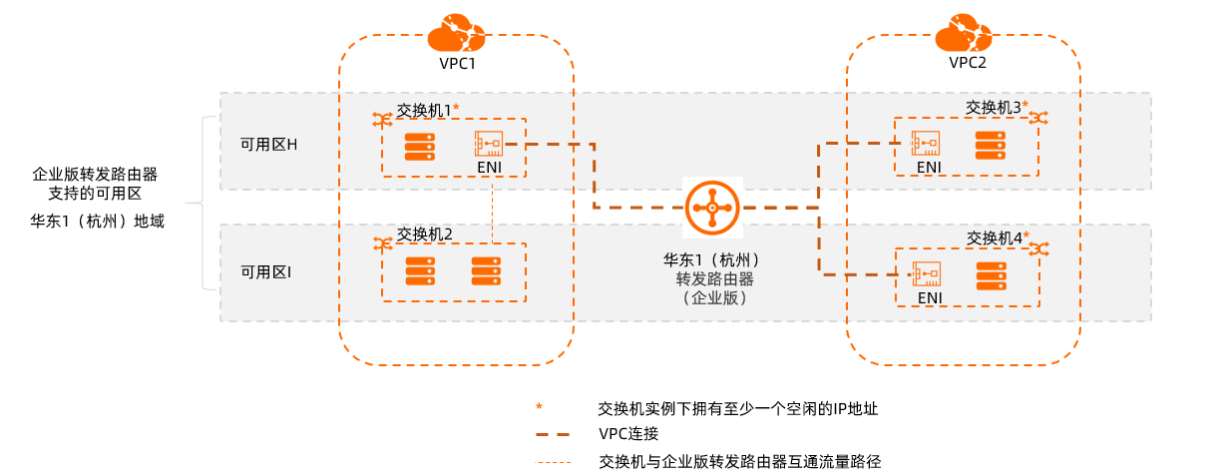 VPC1
VPC2
交换机1*
交换机3*
可用区H
ENI
ENI
企业版转发路由器
支持的可用区
华东1（杭州）地域
交换机2
交换机4*
可用区I
华东1（杭州）
转发路由器
（企业版）
ENI
* 交换机实例下拥有至少一个空闲的IP地址
VPC连接
交换机与企业版转发路由器互通流量路径